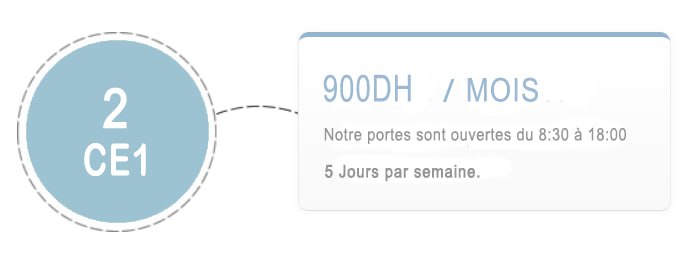 2
CE1
900DH / MOIS
Notre portes sont ouvertes du 8:30 à 18:00
5 Jours par semaine.